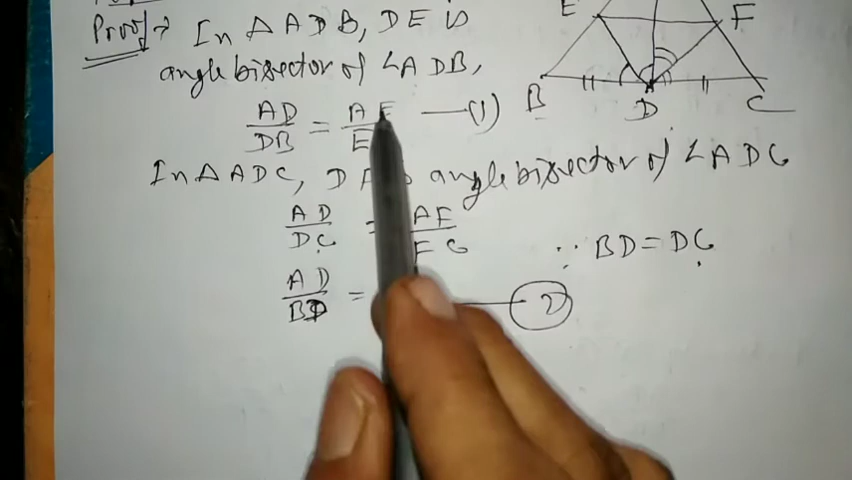 E F
Proof → In △ADB, DE is
angle bisector of ∠ADB,
B D C
AD/DB = AE/E —(1)
In △ADC, D is angle bisector of ∠ADC
AD/DC = AF/FC ∵ BD = DC
AD/BD = — 2